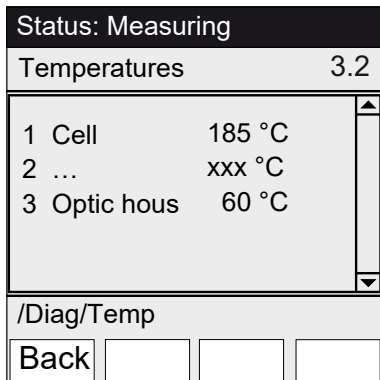 Status: Measuring
Temperatures 3.2
1 Cell 185 °C
2 … xxx °C
3 Optic hous 60 °C
/Diag/Temp
Back